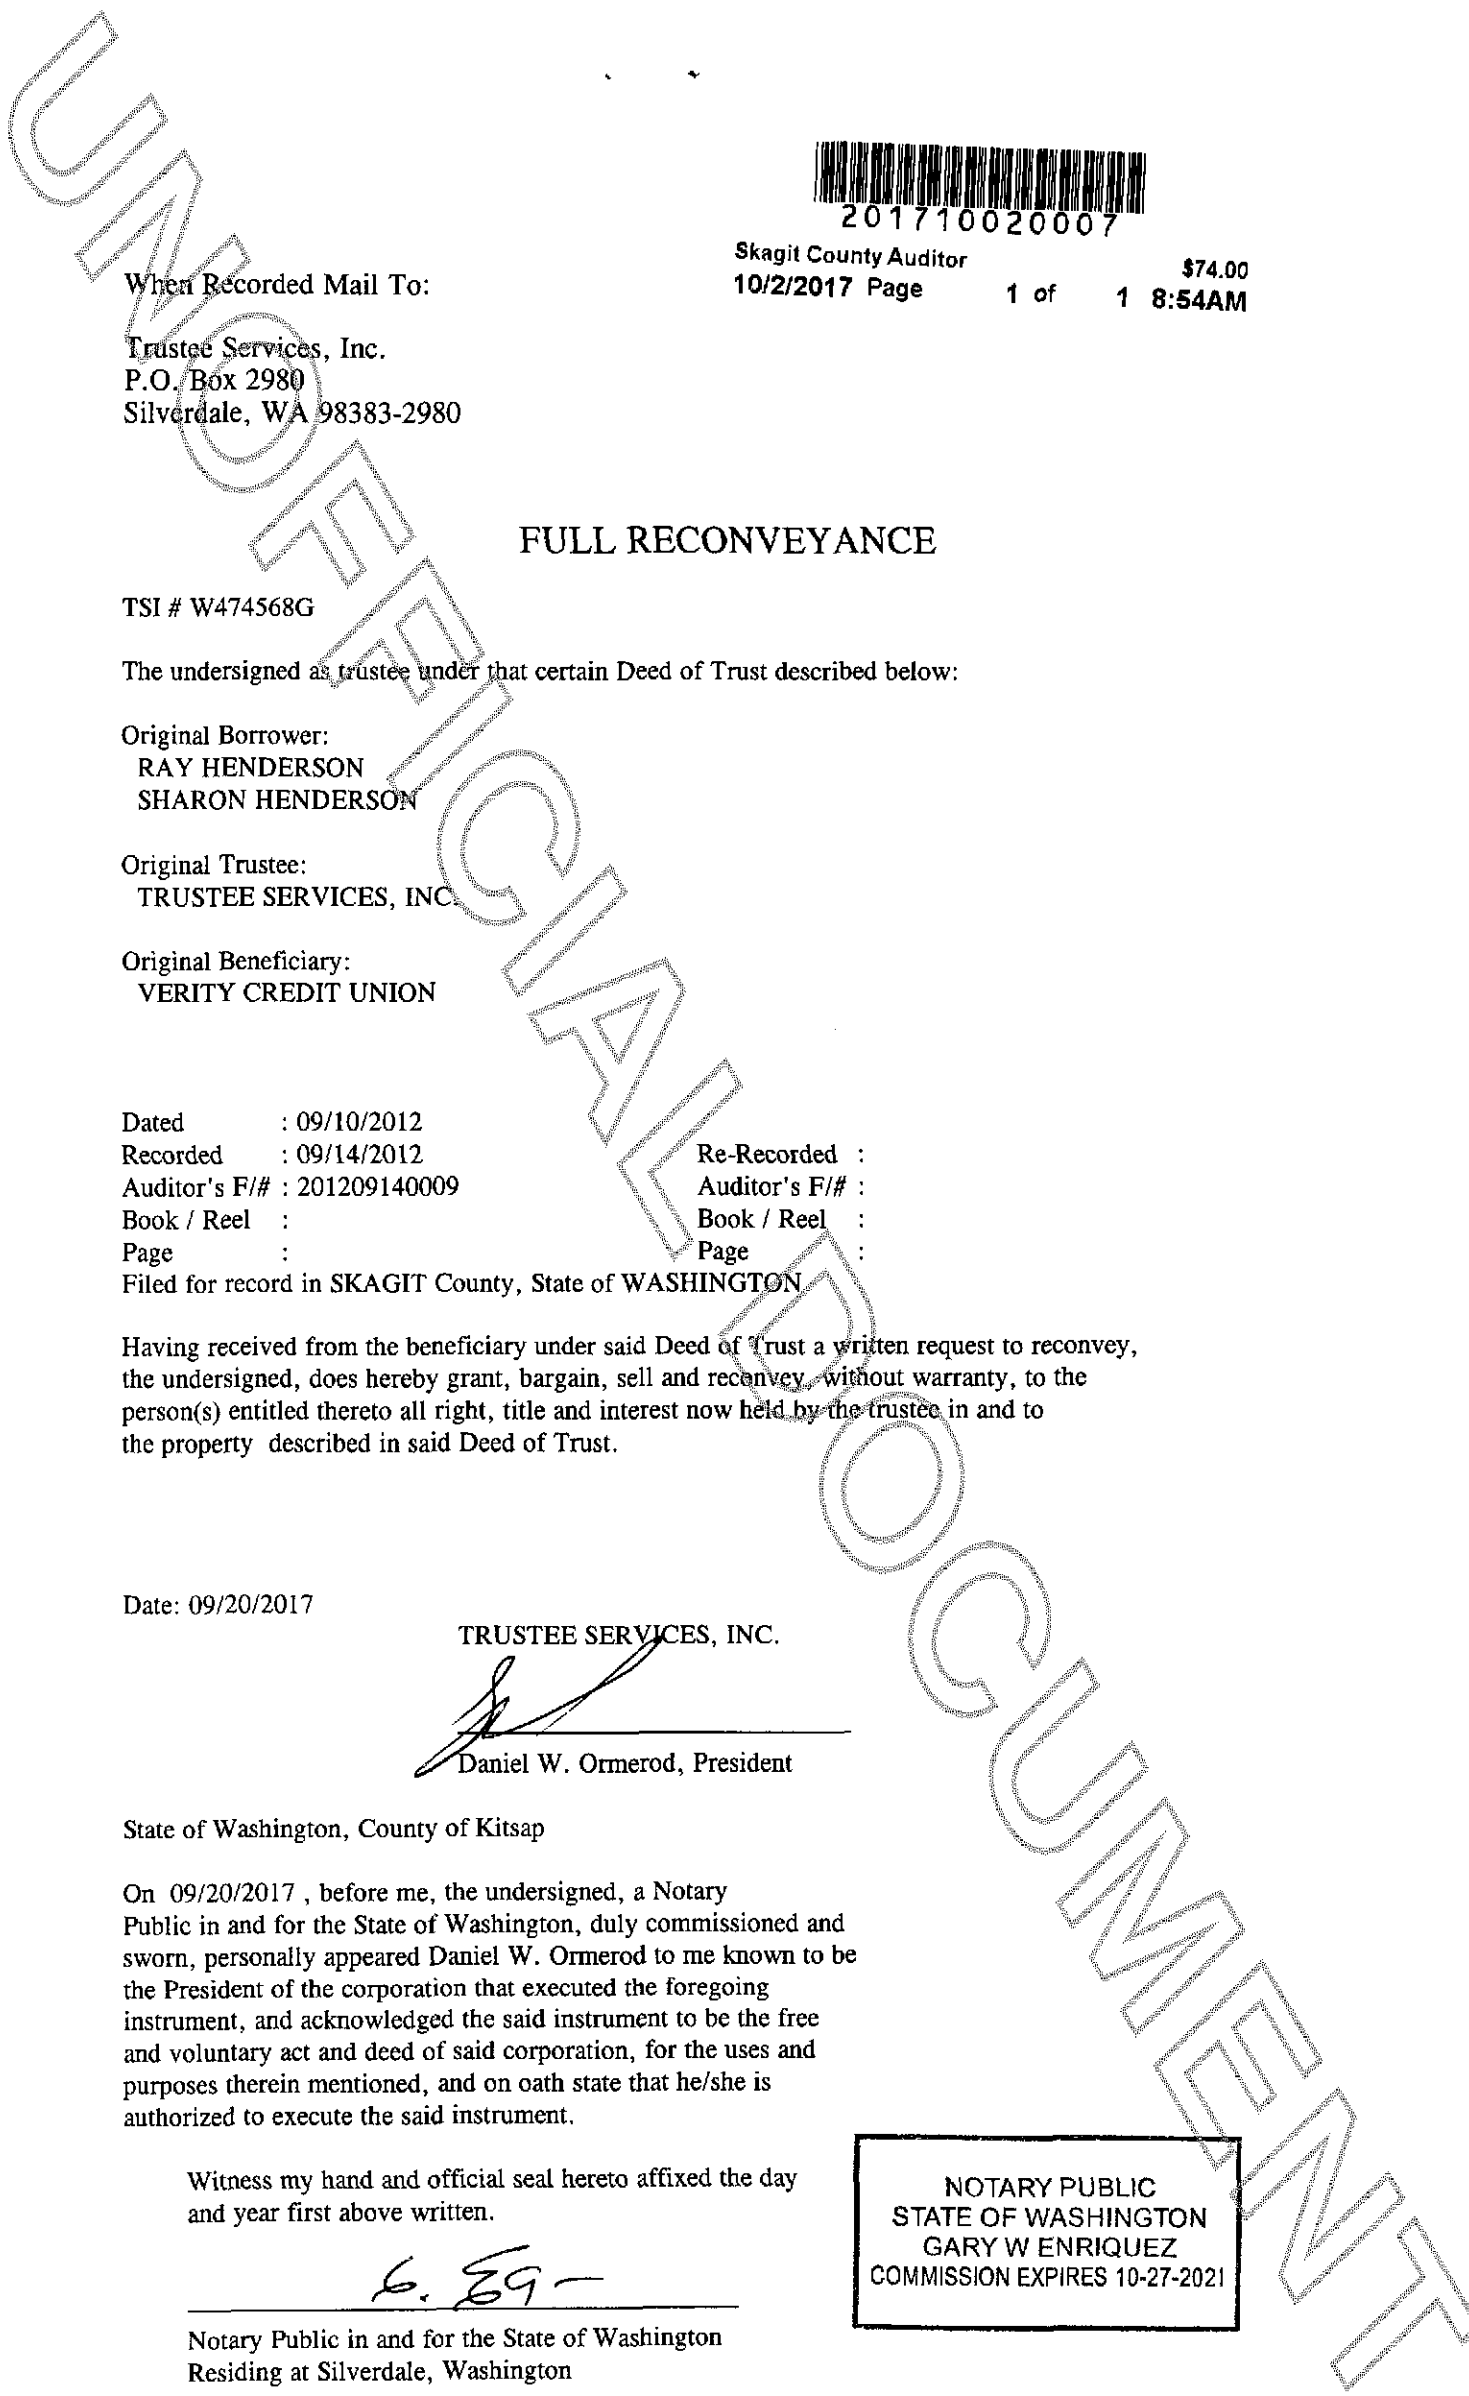 201710020007
Skagit County Auditor $74.00
10/2/2017 Page 1 of 1 8:54AM
When Recorded Mail To:
Trustee Services, Inc.
P.O. Box 2980
Silverdale, WA 98383-2980
FULL RECONVEYANCE
TSI # W474568G
The undersigned as trustee under that certain Deed of Trust described below:
Original Borrower:
RAY HENDERSON
SHARON HENDERSON
Original Trustee:
TRUSTEE SERVICES, INC.
Original Beneficiary:
VERITY CREDIT UNION
Dated : 09/10/2012
Recorded : 09/14/2012 Re-Recorded :
Auditor's F/# : 201209140009 Auditor's F/# :
Book / Reel : Book / Reel :
Page : Page :
Filed for record in SKAGIT County, State of WASHINGTON
Having received from the beneficiary under said Deed of Trust a written request to reconvey,
the undersigned, does hereby grant, bargain, sell and reconvey, without warranty, to the
person(s) entitled thereto all right, title and interest now held by the trustee in and to
the property described in said Deed of Trust.
Date: 09/20/2017
TRUSTEE SERVICES, INC.
Daniel W. Ormerod, President
State of Washington, County of Kitsap
On 09/20/2017 , before me, the undersigned, a Notary
Public in and for the State of Washington, duly commissioned and
sworn, personally appeared Daniel W. Ormerod to me known to be
the President of the corporation that executed the foregoing
instrument, and acknowledged the said instrument to be the free
and voluntary act and deed of said corporation, for the uses and
purposes therein mentioned, and on oath state that he/she is
authorized to execute the said instrument.
Witness my hand and official seal hereto affixed the day
and year first above written.
Notary Public in and for the State of Washington
Residing at Silverdale, Washington
NOTARY PUBLIC
STATE OF WASHINGTON
GARY W ENRIQUEZ
COMMISSION EXPIRES 10-27-2021
UNOFFICIAL DOCUMENT